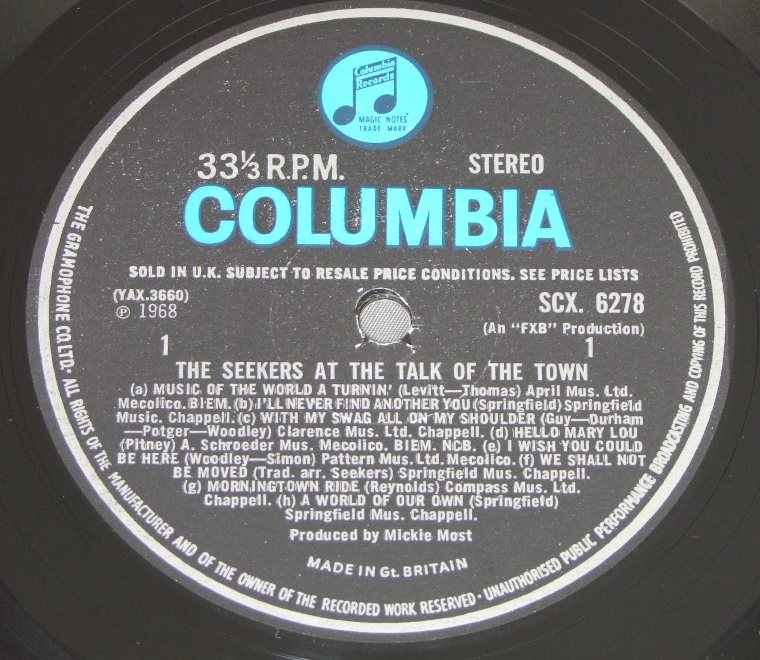 Columbia
Records
MAGIC NOTES
TRADE MARK
33⅓ R.P.M. STEREO
COLUMBIA
SOLD IN U.K. SUBJECT TO RESALE PRICE CONDITIONS. SEE PRICE LISTS
(YAX.3660) SCX. 6278
Ⓟ 1968 (An "FXB" Production)
1 1
THE SEEKERS AT THE TALK OF THE TOWN
(a) MUSIC OF THE WORLD A TURNIN' (Levitt—Thomas) April Mus. Ltd.
Mecolico. BIEM. (b) I'LL NEVER FIND ANOTHER YOU (Springfield) Springfield
Music. Chappell. (c) WITH MY SWAG ALL ON MY SHOULDER (Guy—Durham
—Potger—Woodley) Clarence Mus. Ltd. Chappell. (d) HELLO MARY LOU
(Pitney) A. Schroeder Mus. Mecolico. BIEM. NCB. (e) I WISH YOU COULD
BE HERE (Woodley—Simon) Pattern Mus. Ltd. Mecolico. (f) WE SHALL NOT
BE MOVED (Trad. arr. Seekers) Springfield Mus. Chappell.
(g) MORNINGTOWN RIDE (Reynolds) Compass Mus. Ltd.
Chappell. (h) A WORLD OF OUR OWN (Springfield)
Springfield Mus. Chappell.
Produced by Mickie Most
MADE IN Gt. BRITAIN
THE GRAMOPHONE CO. LTD. · ALL RIGHTS OF THE MANUFACTURER AND OF THE OWNER OF THE RECORDED WORK RESERVED · UNAUTHORISED PUBLIC PERFORMANCE BROADCASTING AND COPYING OF THIS RECORD PROHIBITED